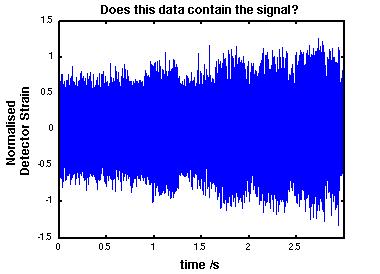 Does this data contain the signal?
1.5
1
0.5
0
-0.5
-1
-1.5
Normalised
Detector Strain
0 0.5 1 1.5 2 2.5
time /s